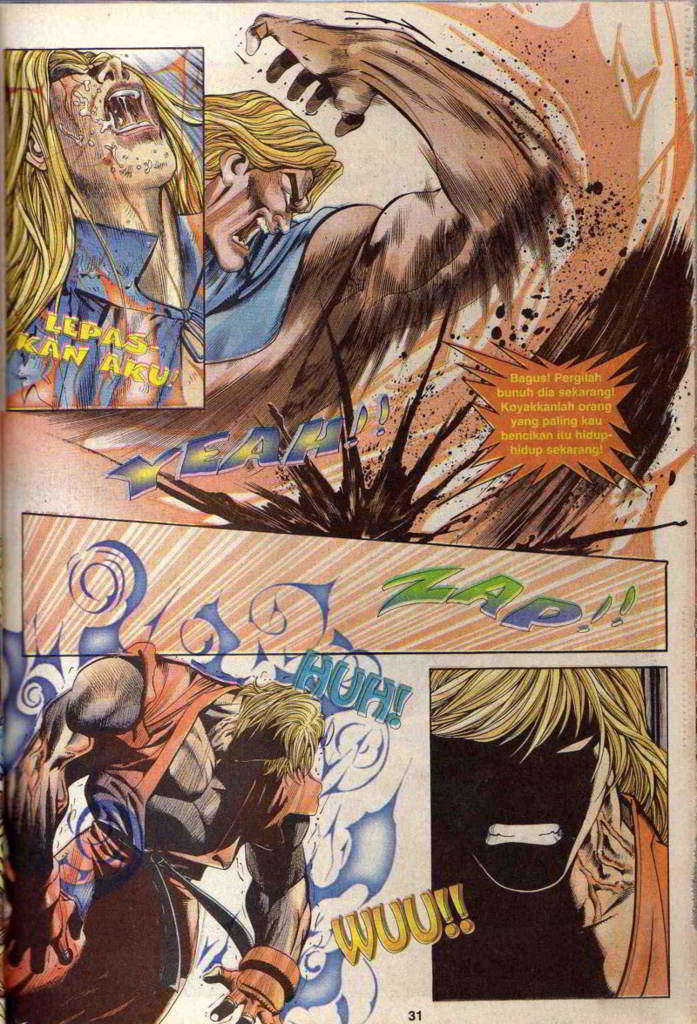 LEPAS-
KAN AKU!
YEAH!!
Bagus! Pergilah
bunuh dia sekarang!
Koyakkanlah orang
yang paling kau
bencikan itu hidup-
hidup sekarang!
ZAP!!
HUH!
WUU!!
31